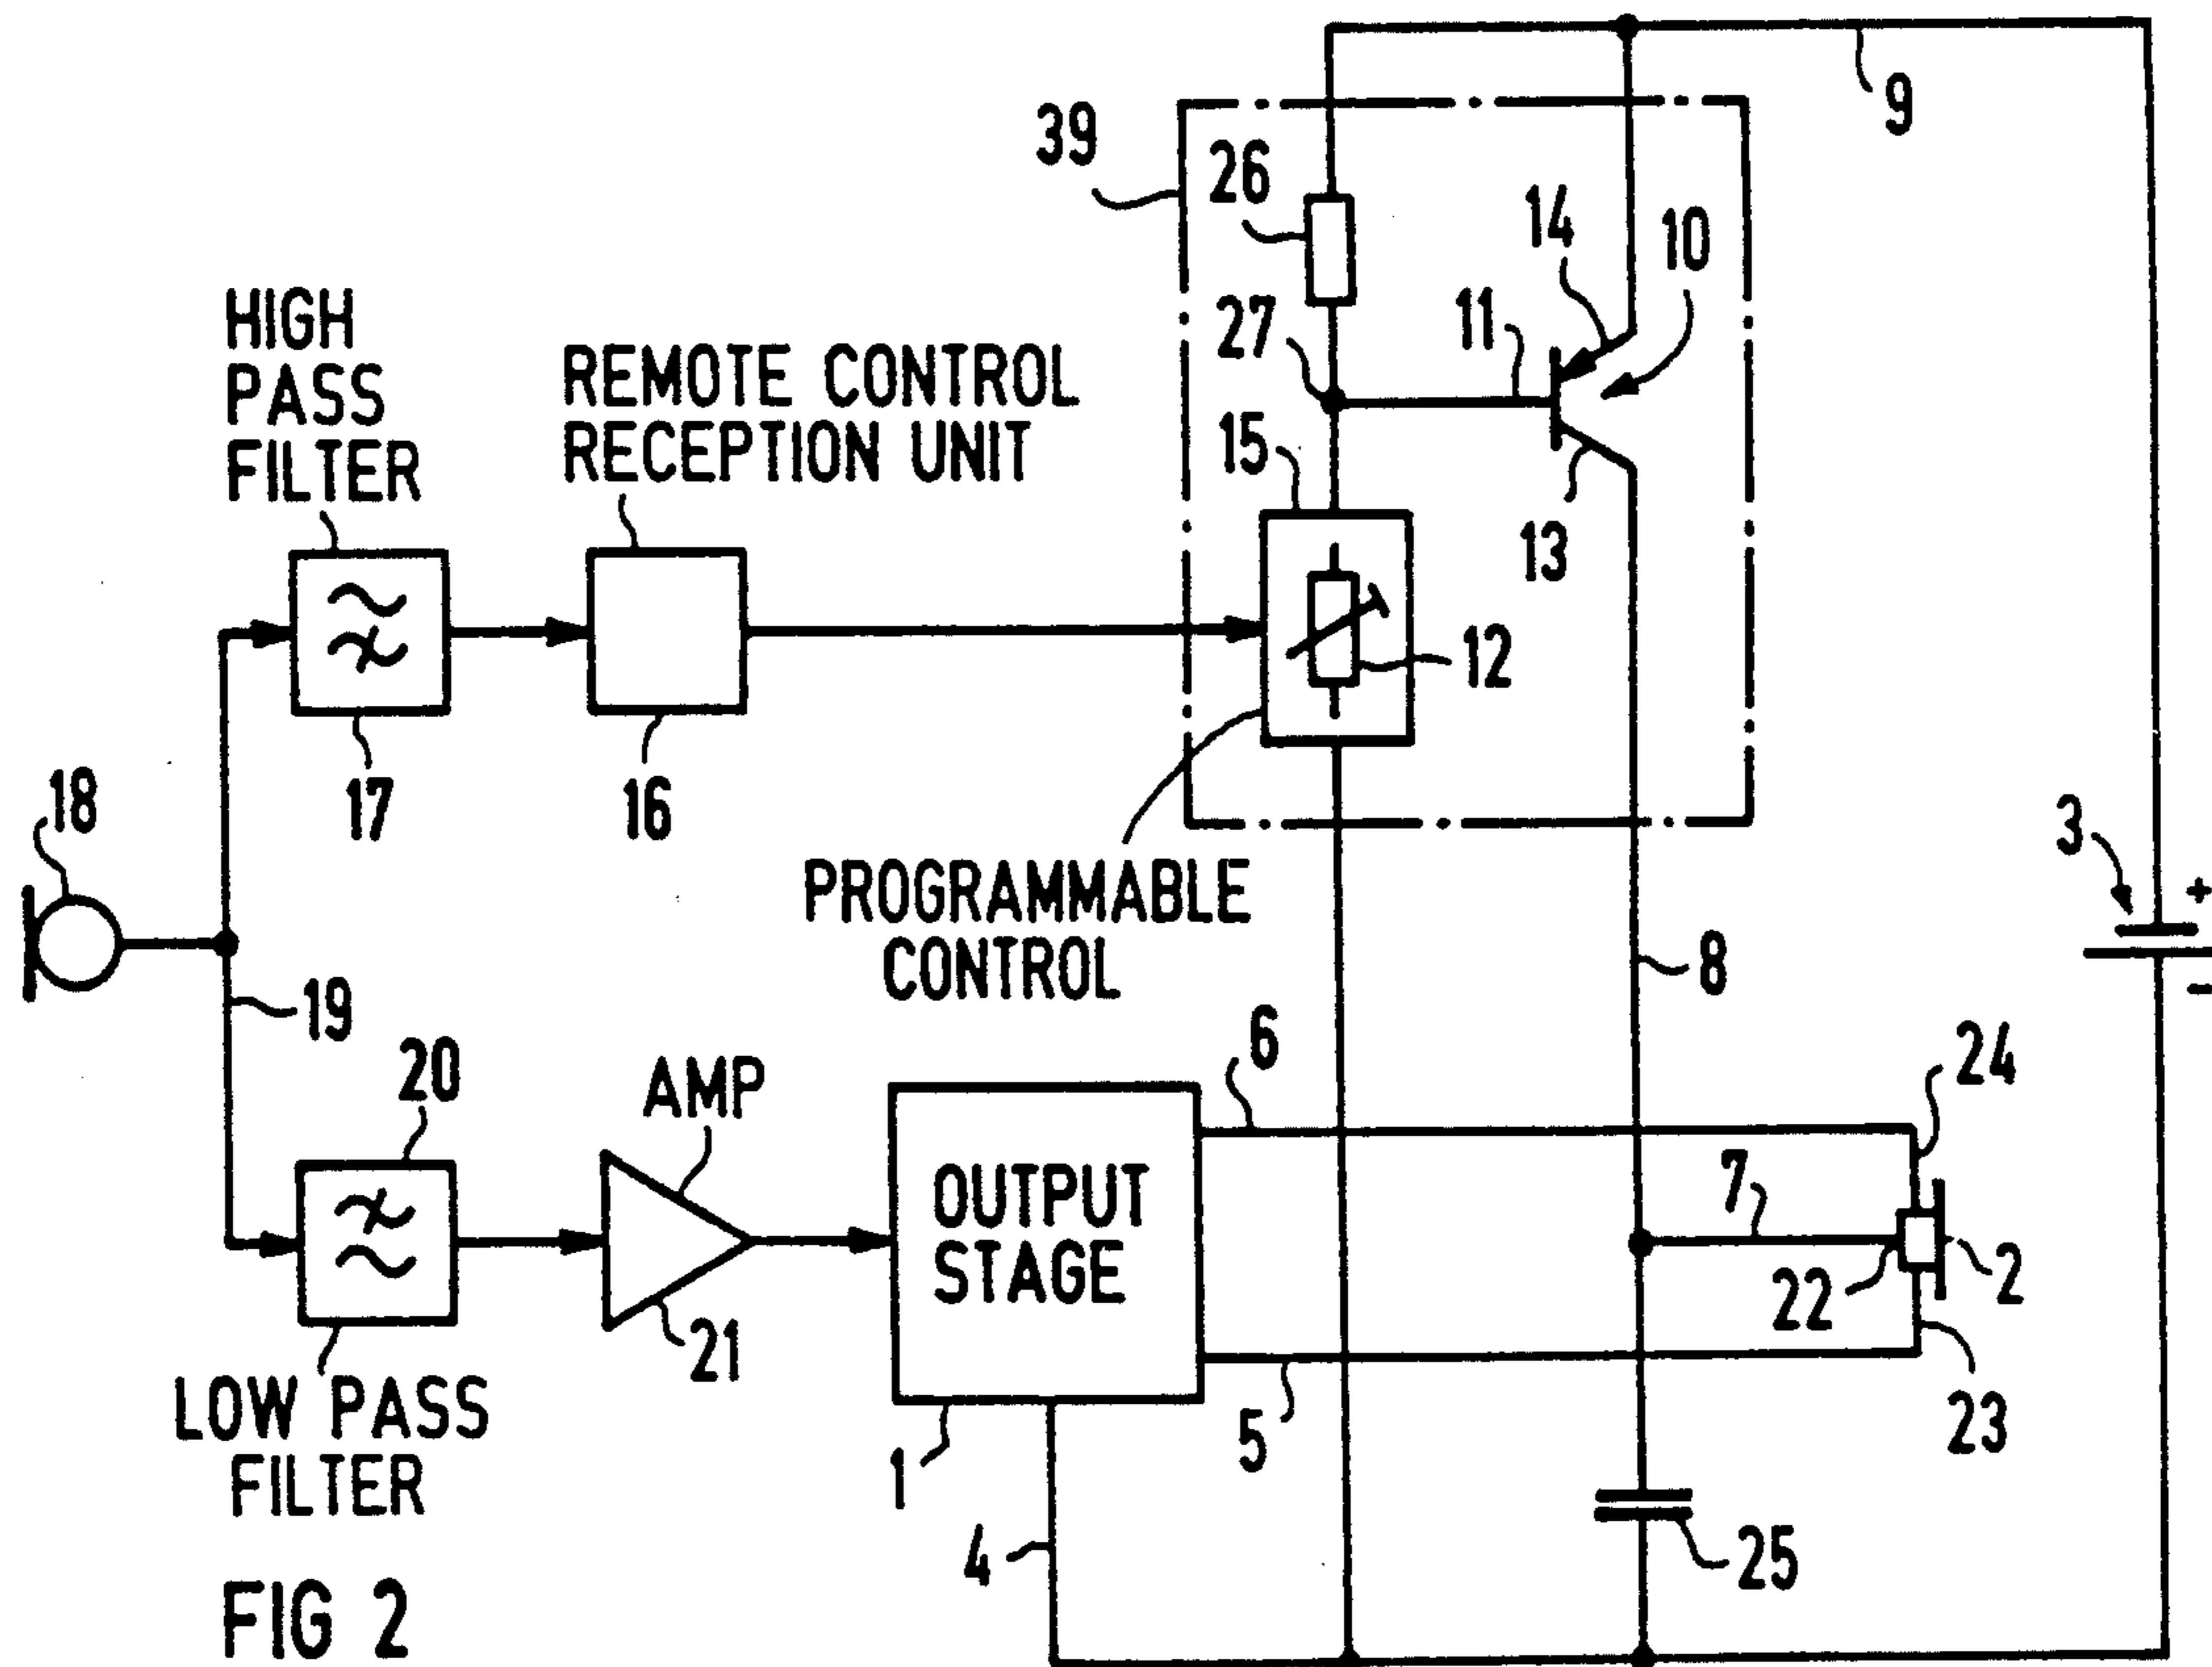 9
39
26
14
10
HIGH
PASS
FILTER
27
11
REMOTE CONTROL
RECEPTION UNIT
15
13
12
17
16
18
3
+
-
PROGRAMMABLE
CONTROL
8
19
6
24
20
AMP
OUTPUT
STAGE
7
22
2
21
LOW PASS
FILTER
1
5
23
4
25
FIG 2